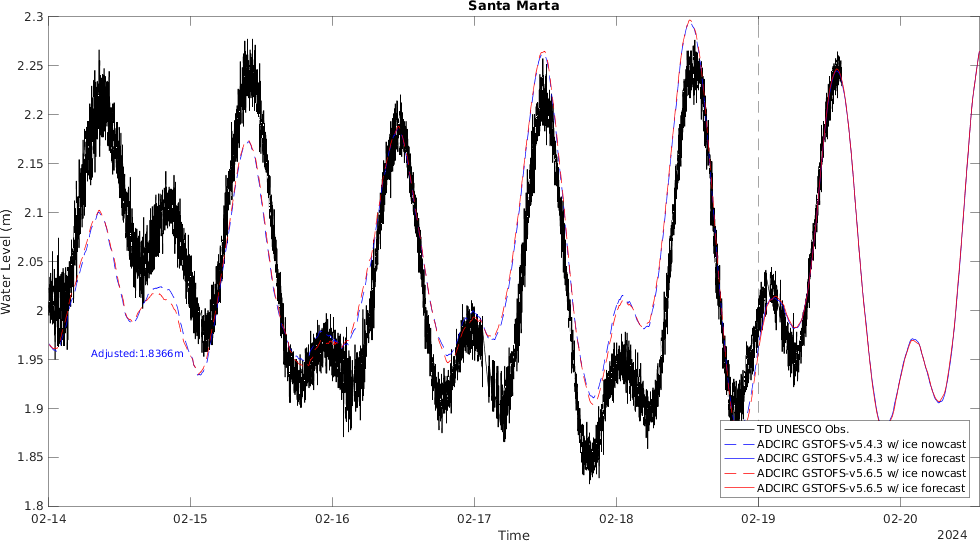 Santa Marta
2.3
2.25
2.2
2.15
2.1
2.05
2
1.95
1.9
1.85
1.8
Water Level (m)
Adjusted:1.8366m
TD UNESCO Obs.
ADCIRC GSTOFS-v5.4.3 w/ ice nowcast
ADCIRC GSTOFS-v5.4.3 w/ ice forecast
ADCIRC GSTOFS-v5.6.5 w/ ice nowcast
ADCIRC GSTOFS-v5.6.5 w/ ice forecast
02-14 02-15 02-16 02-17 02-18 02-19 02-20
Time
2024